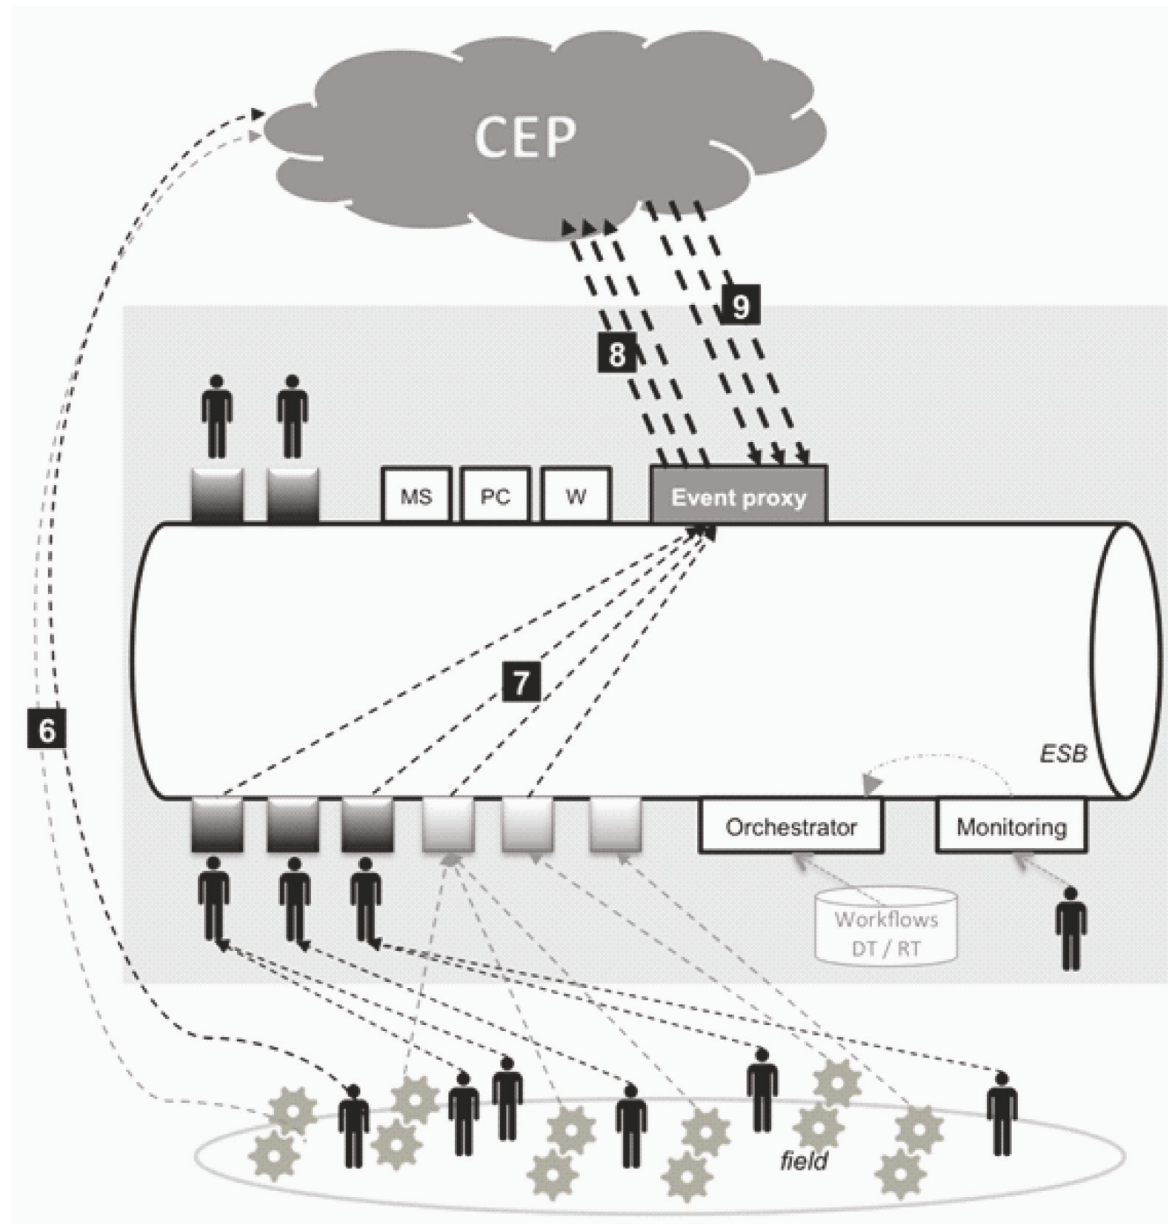 CEP
9
8
MS
PC
W
Event proxy
7
6
ESB
Orchestrator
Monitoring
Workflows
DT / RT
field